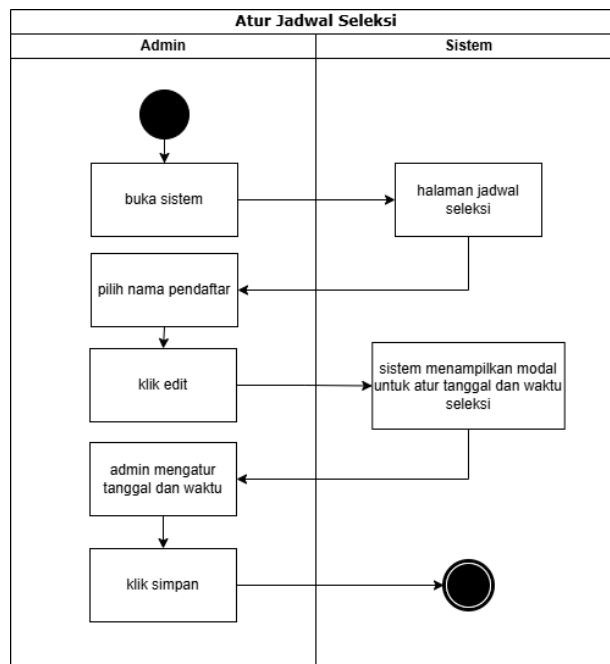 Atur Jadwal Seleksi
Admin
Sistem
buka sistem
halaman jadwal
seleksi
pilih nama pendaftar
klik edit
sistem menampilkan modal
untuk atur tanggal dan waktu
seleksi
admin mengatur
tanggal dan waktu
klik simpan